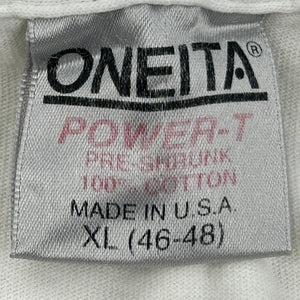 ONEITA®
POWER-T
PRE-SHRUNK
100% COTTON
MADE IN U.S.A.
XL (46-48)